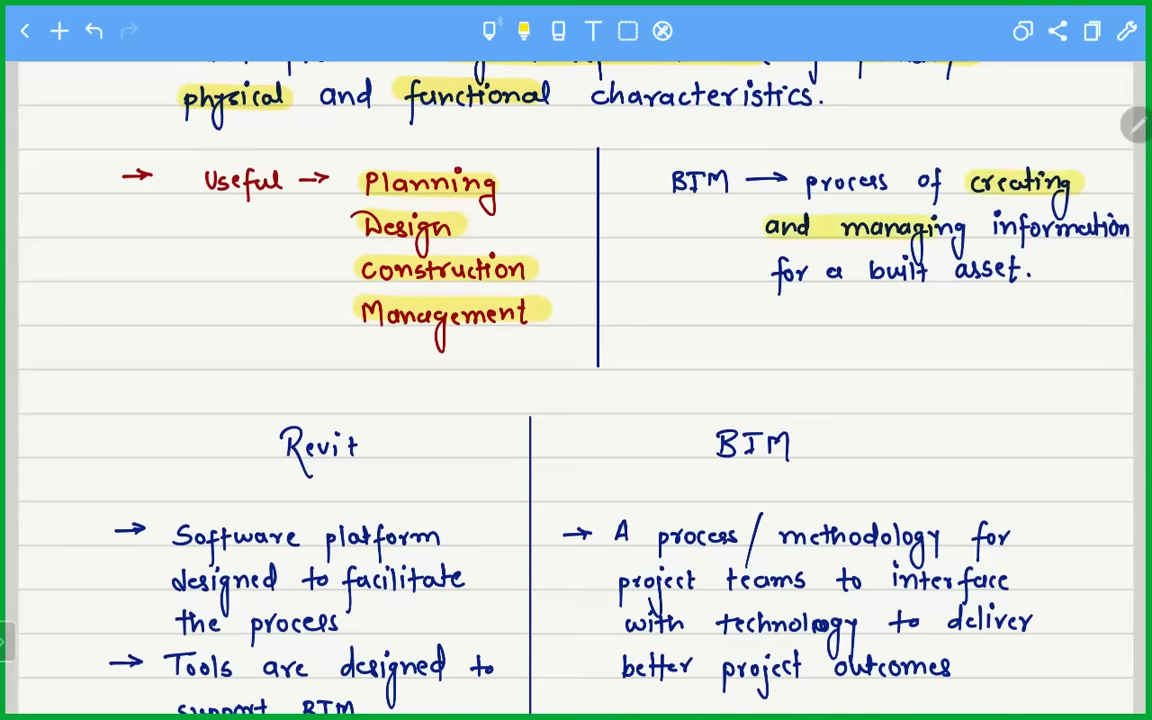 physical and functional characteristics.
→ Useful → Planning
Design
Construction
Management
BIM → process of creating
and managing information
for a built asset.
Revit
→ Software platform
designed to facilitate
the process
→ Tools are designed to
support BIM
BIM
→ A process / methodology for
project teams to interface
with technology to deliver
better project outcomes